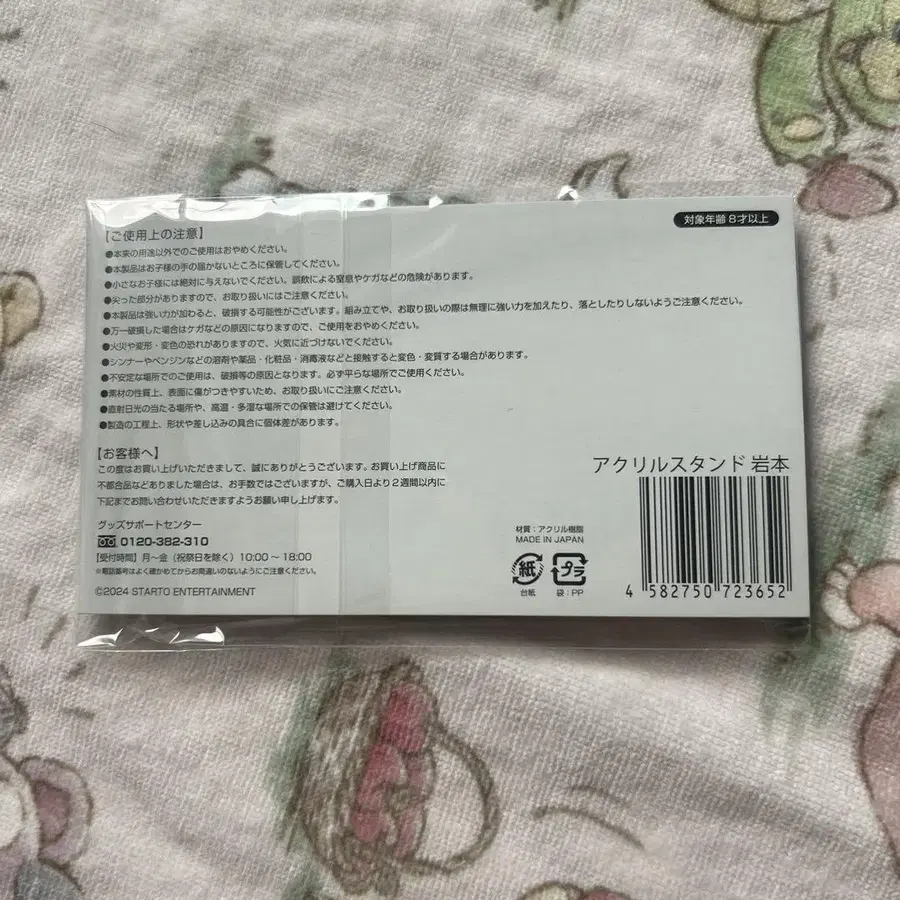 対象年齢8才以上
【ご使用上の注意】
●本来の用途以外でのご使用はおやめください。
●本製品はお子様の手の届かないところに保管してください。
●小さなお子様には絶対に与えないでください。誤飲による窒息やケガなどの危険があります。
●尖った部分がありますので、お取り扱いにはご注意ください。
●本製品は強い力が加わると、破損する可能性がございます。組み立てや、お取り扱いの際は無理に強い力を加えたり、落としたりしないようご注意ください。
●万一破損した場合はケガなどの原因になりますので、ご使用をおやめください。
●火災や変形・変色の恐れがありますので、火気に近づけないでください。
●シンナーやベンジンなどの溶剤や薬品・化粧品・消毒液などと接触すると変色・変質する場合があります。
●不安定な場所でのご使用は、破損等の原因となります。必ず平らな場所でご使用ください。
●素材の性質上、表面に傷がつきやすいため、お取り扱いにご注意ください。
●直射日光の当たる場所や、高温・多湿な場所での保管は避けてください。
●製造の工程上、形状や差し込みの具合に個体差があります。
【お客様へ】
この度はお買い上げいただきまして、誠にありがとうございます。お買い上げ商品に
不都合品などありました場合は、お手数ではございますが、ご購入日より2週間以内に
下記までお問い合わせいただきますようお願い申し上げます。
グッズサポートセンター
0120-382-310
【受付時間】月～金（祝祭日を除く）10:00～18:00
※電話番号はよく確かめてからお間違いのないようにご注意ください。
©2024 STARTO ENTERTAINMENT
アクリルスタンド 岩本
材質：アクリル樹脂
MADE IN JAPAN
紙 プラ
台紙 袋：PP
4 582750 723652